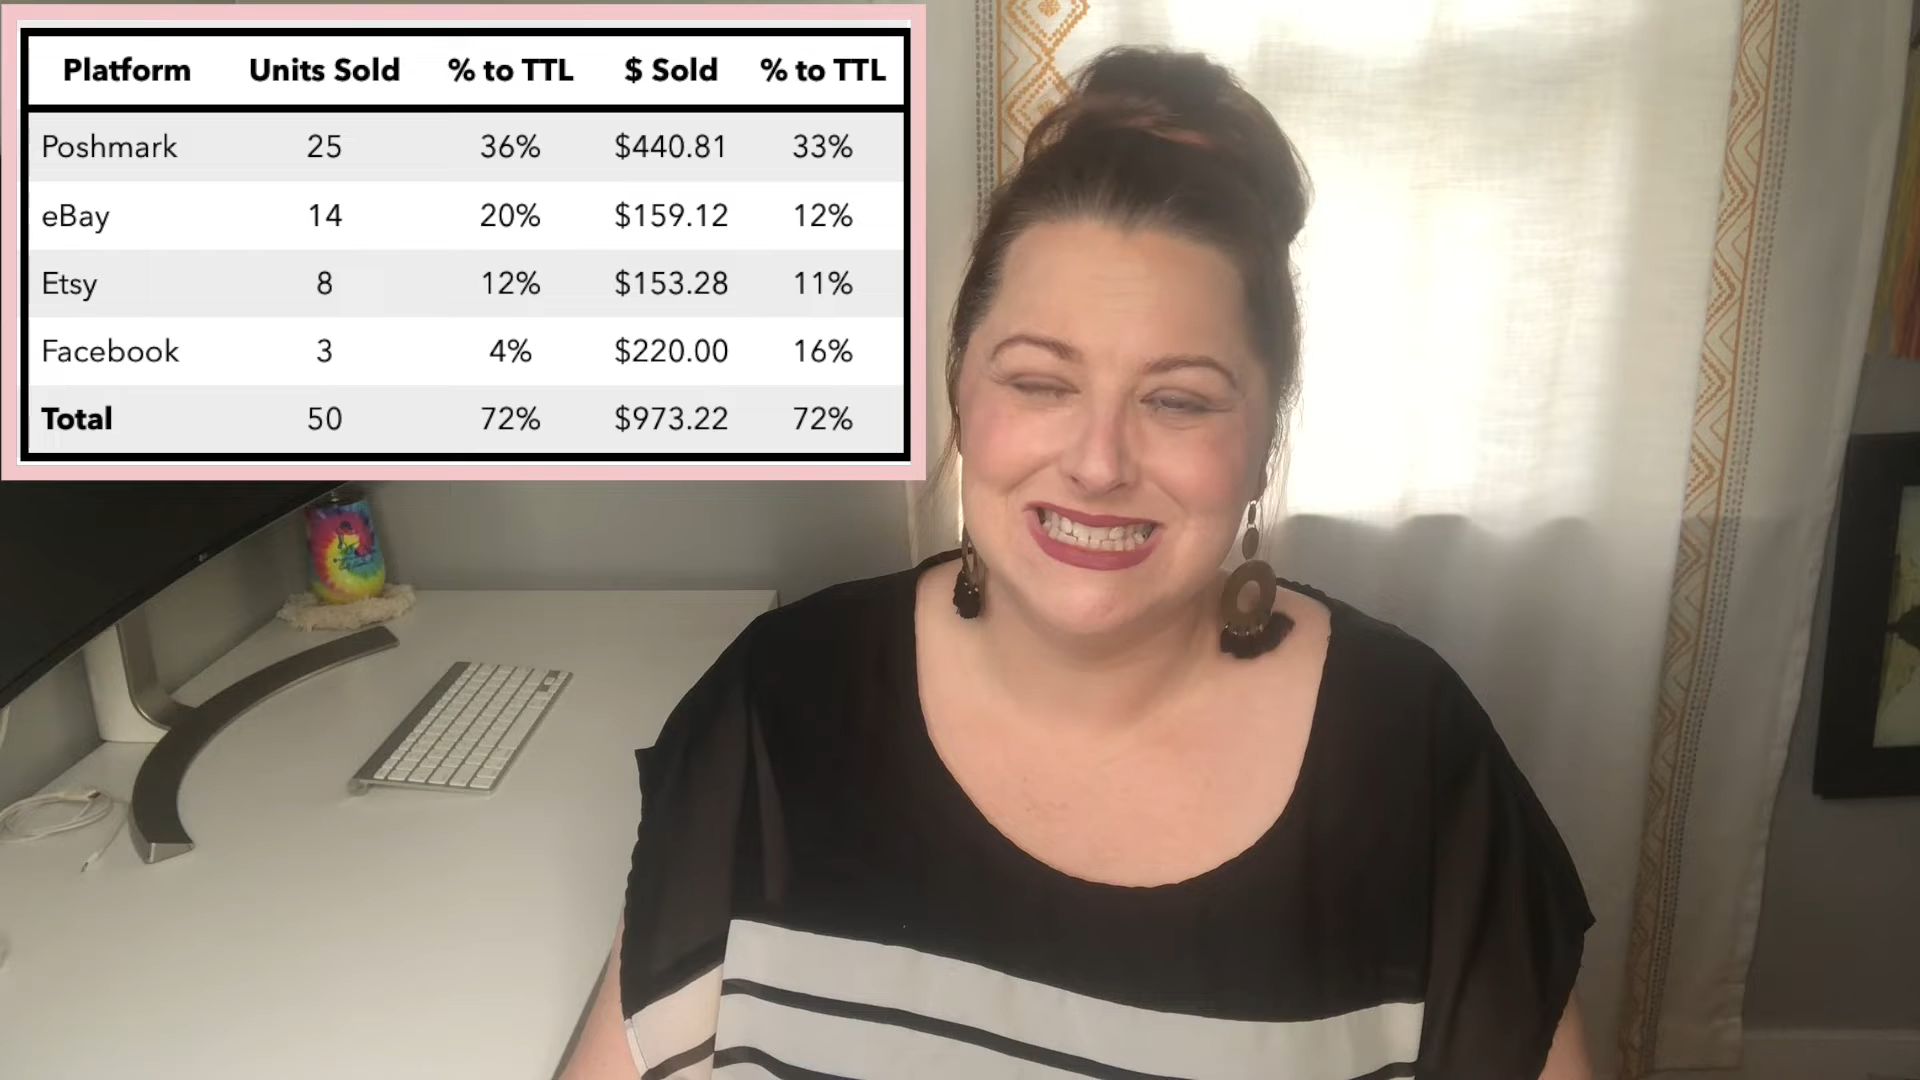 Platform Units Sold % to TTL $ Sold % to TTL
Poshmark 25 36% $440.81 33%
eBay 14 20% $159.12 12%
Etsy 8 12% $153.28 11%
Facebook 3 4% $220.00 16%
Total 50 72% $973.22 72%